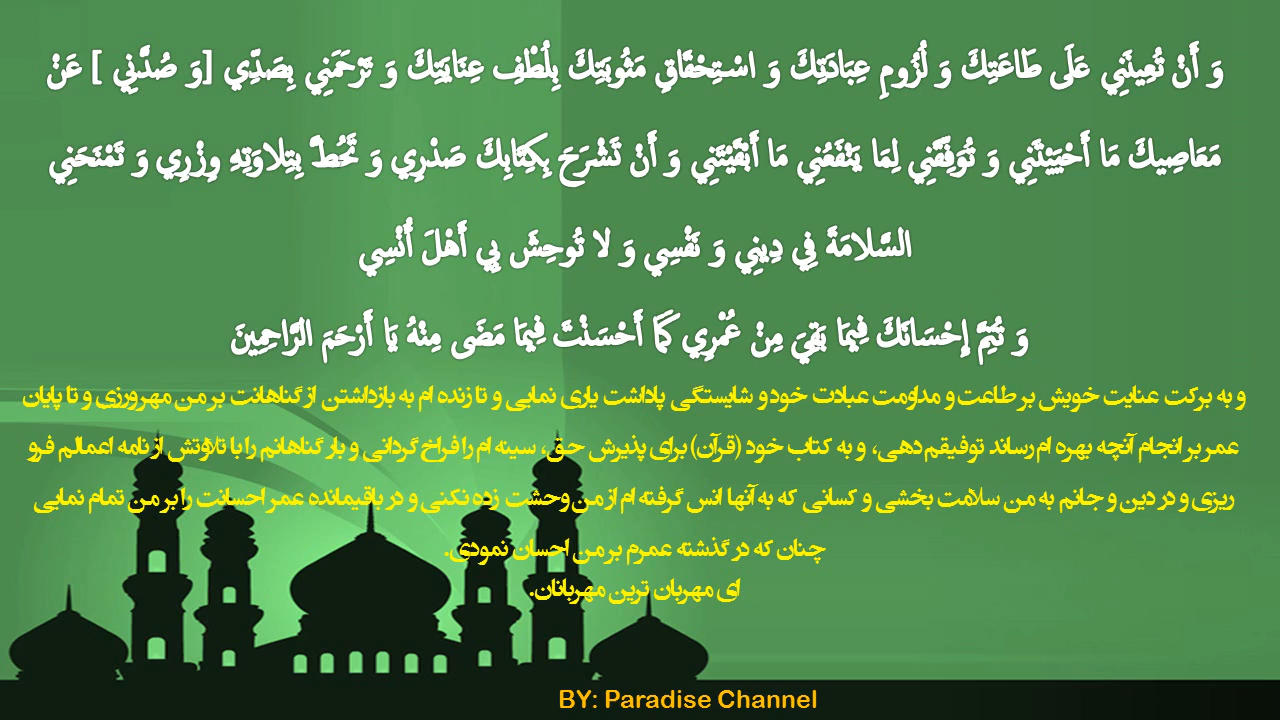 وَ أَنْ تُعِينَنِي عَلَى طَاعَتِكَ وَ لُزُومِ عِبَادَتِكَ وَ اسْتِحْقَاقِ مَثُوبَتِكَ بِلُطْفِ عِنَايَتِكَ وَ تَرْحَمَنِي بِصَدِّي [وَ صُدَّنِي ] عَنْ
مَعَاصِيكَ مَا أَحْيَيْتَنِي وَ تُوَفِّقَنِي لِمَا يَنْفَعُنِي مَا أَبْقَيْتَنِي وَ أَنْ تَشْرَحَ بِكِتَابِكَ صَدْرِي وَ تَحُطَّ بِتِلاوَتِهِ وِزْرِي وَ تَمْنَحَنِي
السَّلامَةَ فِي دِينِي وَ نَفْسِي وَ لا تُوحِشَ بِي أَهْلَ أُنْسِي
وَ تُتِمَّ إِحْسَانَكَ فِيمَا بَقِيَ مِنْ عُمْرِي كَمَا أَحْسَنْتَ فِيمَا مَضَى مِنْهُ يَا أَرْحَمَ الرَّاحِمِينَ
و به برکت عنایت خویش بر طاعت و مداومت عبادت خود و شایستگی پاداشت یاری نمایی و تا زنده ام به بازداشتن از گناهانت بر من مهرورزی و تا پایان
عمر بر انجام آنچه بهره ام رساند توفیقم دهی، و به کتاب خود (قرآن) برای پذیرش حق، سینه ام را فراخ گردانی و بار گناهانم را با تلاوتش از نامه اعمالم فرو
ریزی و در دین و جانم به من سلامت بخشی و کسانی که به آنها انس گرفته ام از من وحشت زده نکنی و در باقیمانده عمر احسانت را بر من تمام نمایی
چنان که در گذشته عمرم بر من احسان نمودی.
ای مهربان ترین مهربانان.
BY: Paradise Channel